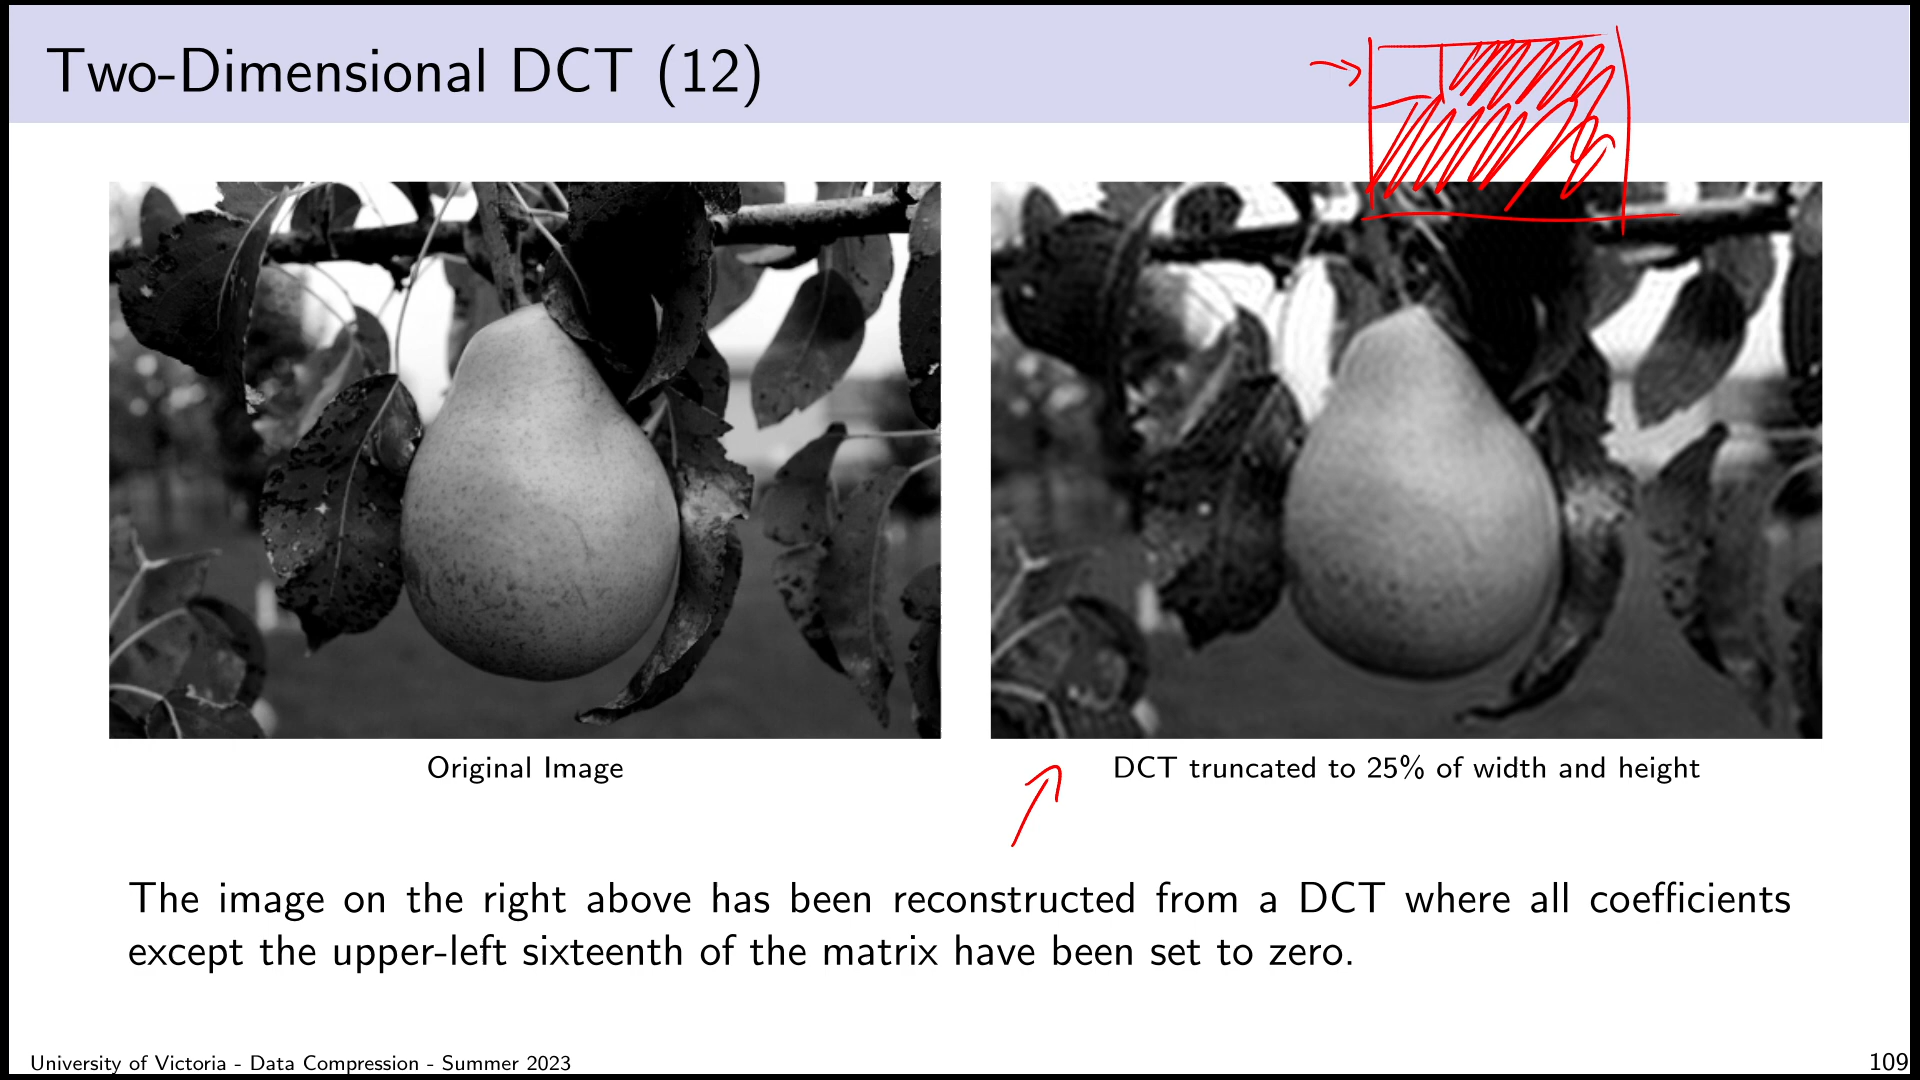 Two-Dimensional DCT (12)
Original Image
DCT truncated to 25% of width and height
The image on the right above has been reconstructed from a DCT where all coefficients
except the upper-left sixteenth of the matrix have been set to zero.
University of Victoria - Data Compression - Summer 2023
109